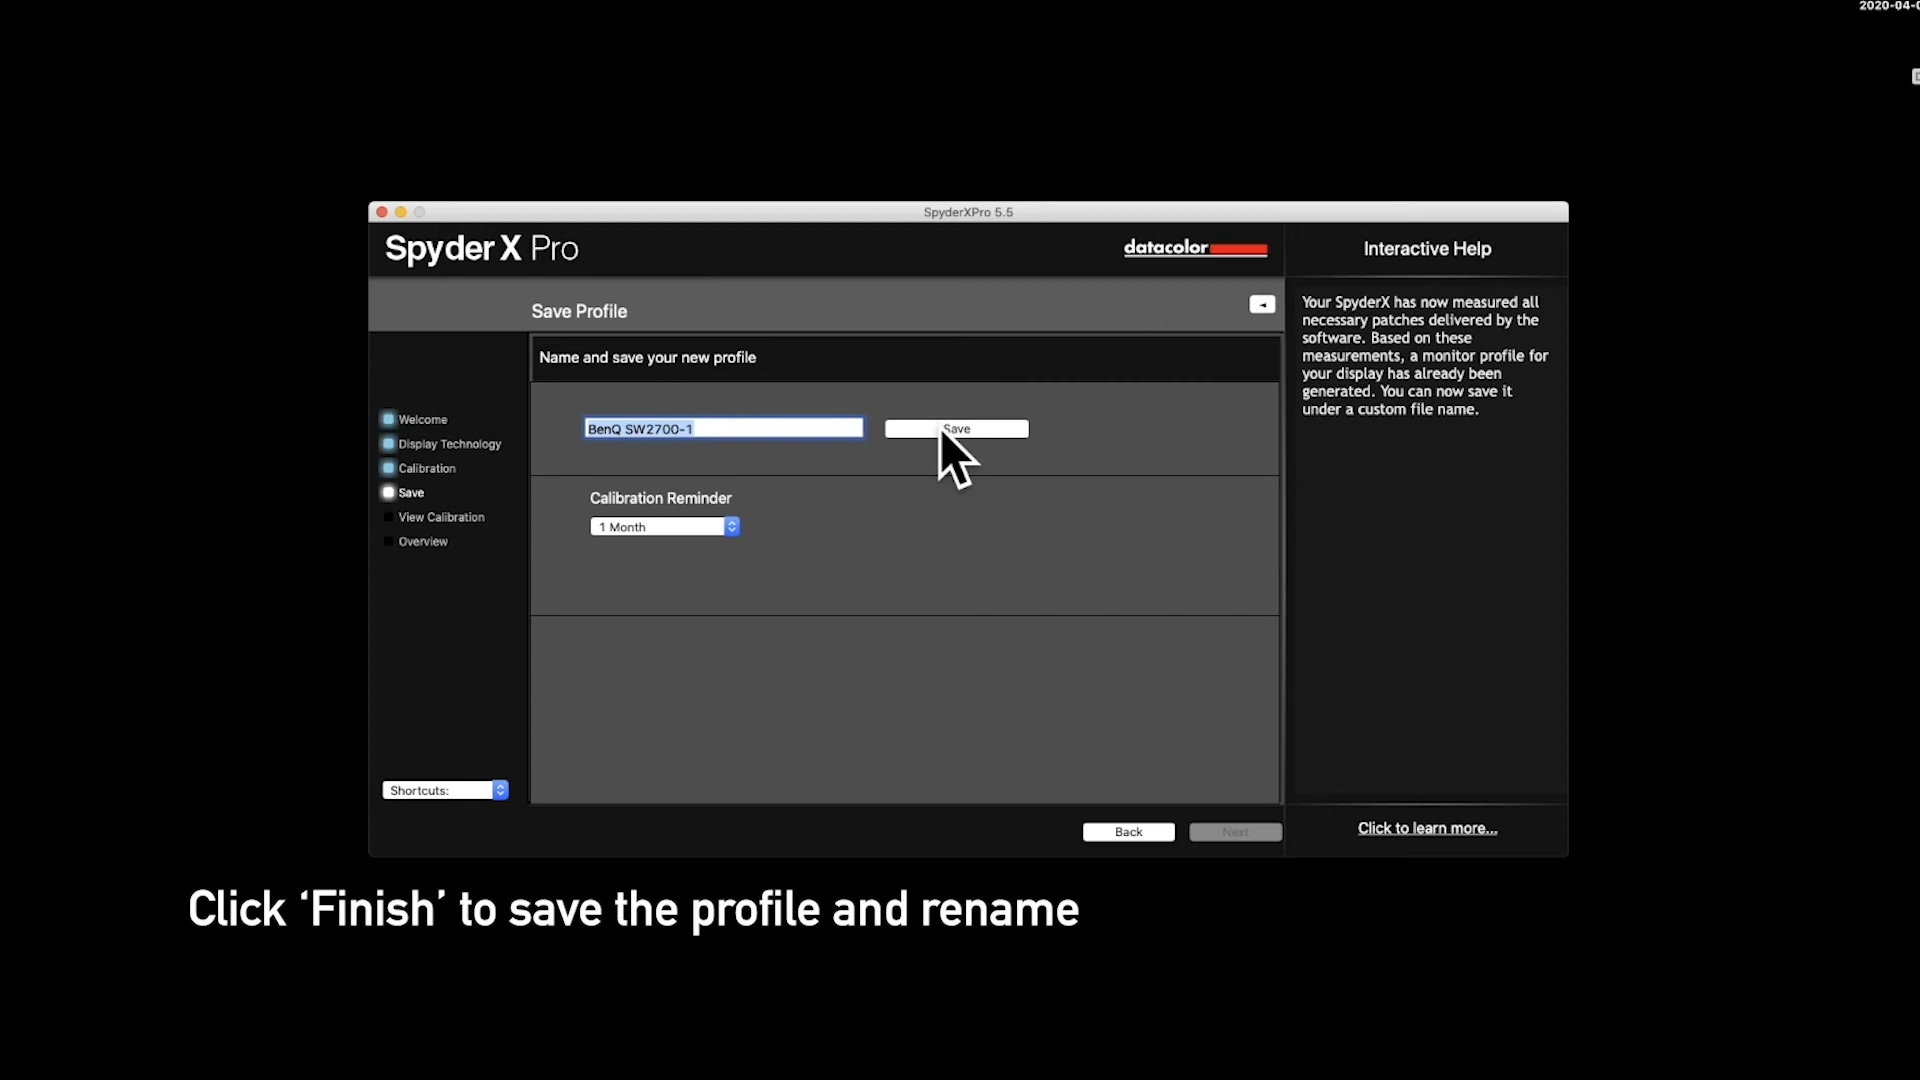 2020-04-0
SpyderXPro 5.5
Spyder X Pro
datacolor
Interactive Help
Save Profile
Name and save your new profile
Your SpyderX has now measured all
necessary patches delivered by the
software. Based on these
measurements, a monitor profile for
your display has already been
generated. You can now save it
under a custom file name.
Welcome
Display Technology
Calibration
Save
View Calibration
Overview
BenQ SW2700-1
Save
Calibration Reminder
1 Month
Shortcuts:
Back
Next
Click to learn more...
Click ‘Finish’ to save the profile and rename